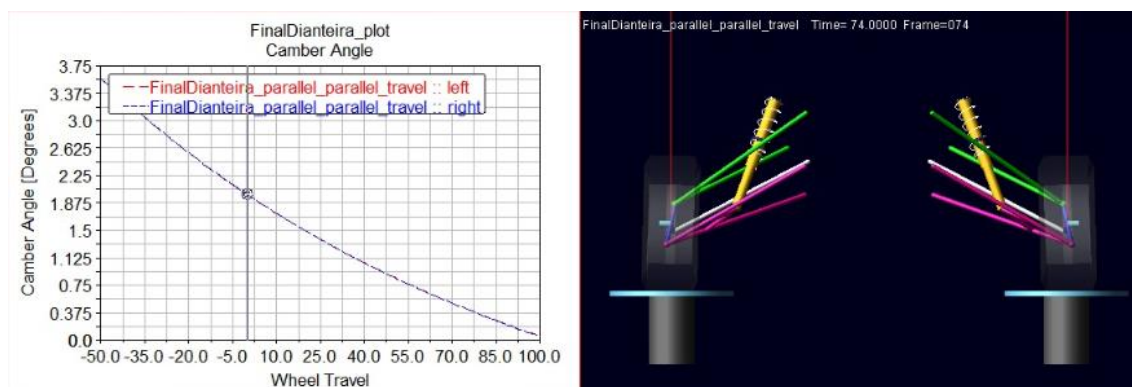 FinalDianteira_plot
Camber Angle
FinalDianteira_parallel_parallel_travel :: left
FinalDianteira_parallel_parallel_travel :: right
Camber Angle [Degrees]
3.75
3.375
3.0
2.625
2.25
1.875
1.5
1.125
0.75
0.375
0.0
-50.0 -35.0 -20.0 -5.0 10.0 25.0 40.0 55.0 70.0 85.0 100.0
Wheel Travel
FinalDianteira_parallel_parallel_travel Time= 74.0000 Frame=074